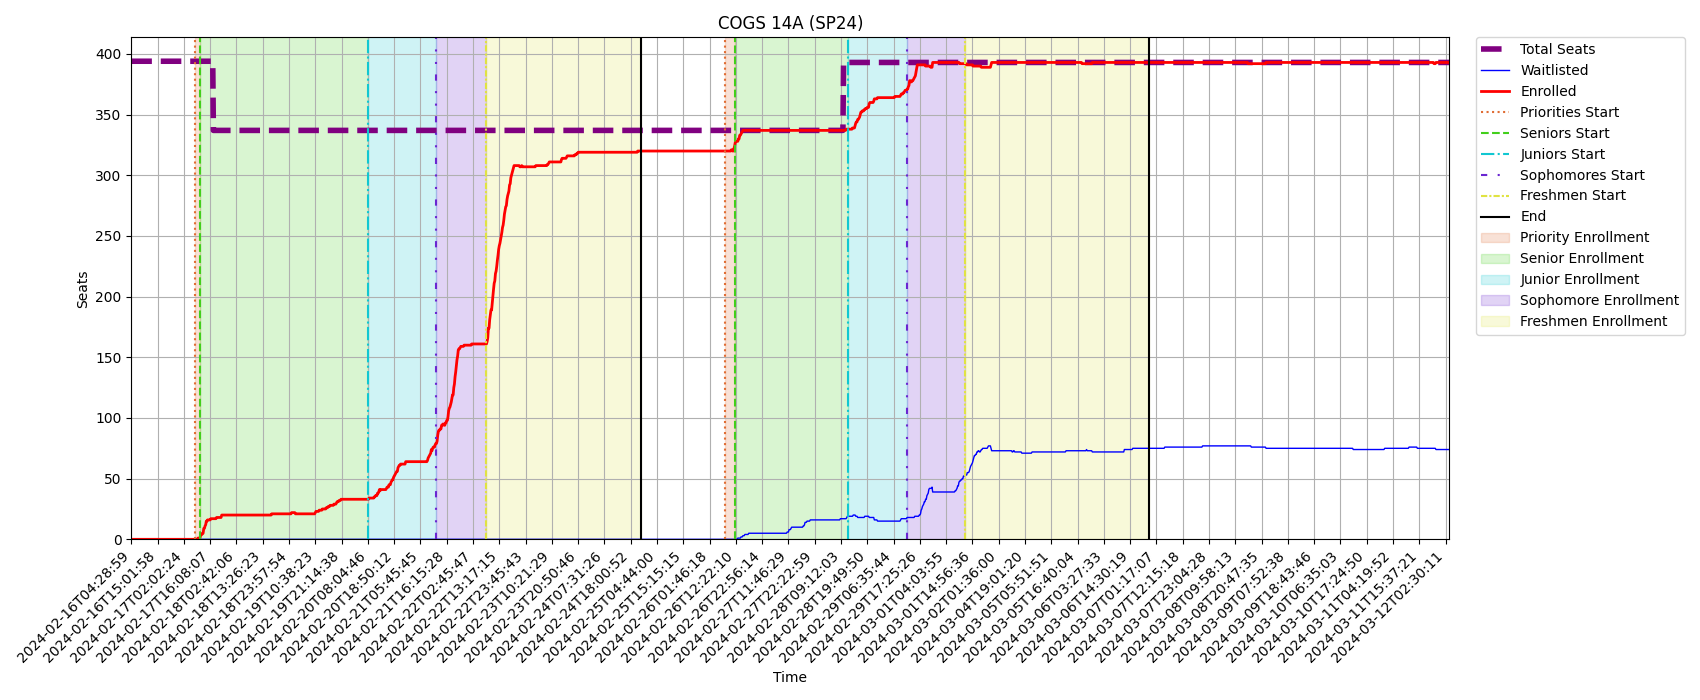 COGS 14A (SP24)
Total Seats
Waitlisted
Enrolled
Priorities Start
Seniors Start
Juniors Start
Sophomores Start
Freshmen Start
End
Priority Enrollment
Senior Enrollment
Junior Enrollment
Sophomore Enrollment
Freshmen Enrollment
Seats
400
350
300
250
200
150
100
50
0
2024-02-16T04:28:59
2024-02-16T15:01:58
2024-02-17T02:02:24
2024-02-17T16:08:07
2024-02-18T02:42:06
2024-02-18T13:26:23
2024-02-18T23:57:54
2024-02-19T10:38:23
2024-02-19T21:14:38
2024-02-20T08:04:46
2024-02-20T18:50:12
2024-02-21T05:45:45
2024-02-21T16:15:28
2024-02-22T02:45:47
2024-02-22T13:17:15
2024-02-22T23:45:43
2024-02-23T10:21:29
2024-02-23T20:50:46
2024-02-24T07:31:26
2024-02-24T18:00:52
2024-02-25T04:44:00
2024-02-25T15:15:15
2024-02-26T01:46:18
2024-02-26T12:22:10
2024-02-26T22:56:14
2024-02-27T11:46:29
2024-02-27T22:22:59
2024-02-28T09:12:03
2024-02-28T19:49:50
2024-02-29T06:35:44
2024-02-29T17:25:26
2024-03-01T04:03:55
2024-03-01T14:56:36
2024-03-02T01:36:00
2024-03-04T19:01:20
2024-03-05T05:51:51
2024-03-05T16:40:04
2024-03-06T03:27:33
2024-03-06T14:30:19
2024-03-07T01:17:07
2024-03-07T12:15:18
2024-03-07T23:04:28
2024-03-08T09:58:13
2024-03-08T20:47:35
2024-03-09T07:52:38
2024-03-09T18:43:46
2024-03-10T06:35:03
2024-03-10T17:24:50
2024-03-11T04:19:52
2024-03-11T15:37:21
2024-03-12T02:30:11
Time